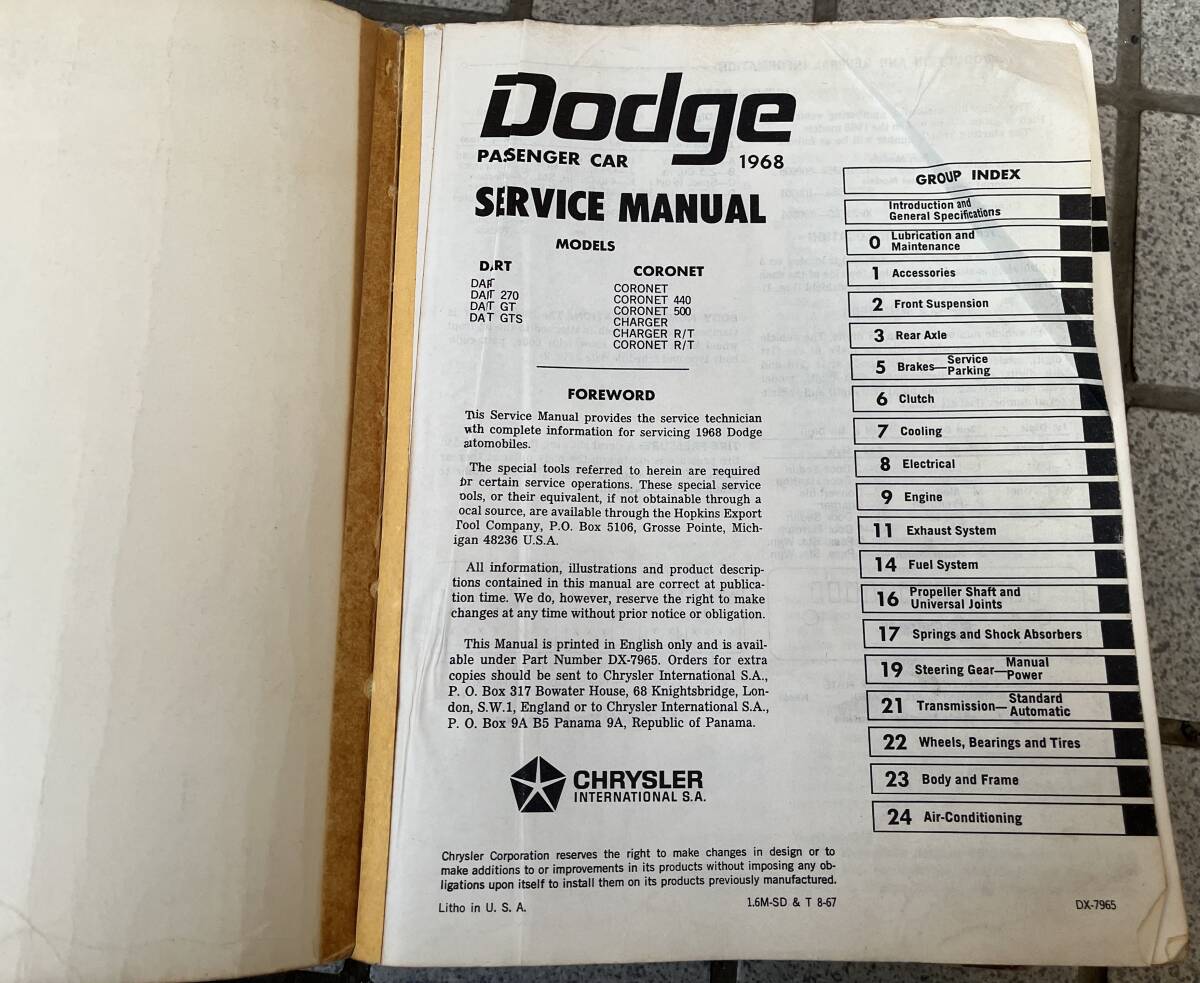 Dodge
PASSENGER CAR 1968
SERVICE MANUAL
MODELS
DART
DART
DART 270
DART GT
DART GTS
CORONET
CORONET
CORONET 440
CORONET 500
CHARGER
CHARGER R/T
CORONET R/T
FOREWORD
This Service Manual provides the service technician
with complete information for servicing 1968 Dodge
automobiles.
The special tools referred to herein are required
for certain service operations. These special service
tools, or their equivalent, if not obtainable through a
local source, are available through the Hopkins Export
Tool Company, P.O. Box 5106, Grosse Pointe, Mich-
igan 48236 U.S.A.
All information, illustrations and product descrip-
tions contained in this manual are correct at publica-
tion time. We do, however, reserve the right to make
changes at any time without prior notice or obligation.
This Manual is printed in English only and is avail-
able under Part Number DX-7965. Orders for extra
copies should be sent to Chrysler International S.A.,
P. O. Box 317 Bowater House, 68 Knightsbridge, Lon-
don, S.W.1, England or to Chrysler International S.A.,
P. O. Box 9A B5 Panama 9A, Republic of Panama.
CHRYSLER
INTERNATIONAL S.A.
Chrysler Corporation reserves the right to make changes in design or to
make additions to or improvements in its products without imposing any ob-
ligations upon itself to install them on its products previously manufactured.
Litho in U. S. A.
1.6M-SD & T 8-67
GROUP INDEX
Introduction and
General Specifications
0 Lubrication and
Maintenance
1 Accessories
2 Front Suspension
3 Rear Axle
5 Brakes—Service
Parking
6 Clutch
7 Cooling
8 Electrical
9 Engine
11 Exhaust System
14 Fuel System
16 Propeller Shaft and
Universal Joints
17 Springs and Shock Absorbers
19 Steering Gear—Manual
Power
21 Transmission—Standard
Automatic
22 Wheels, Bearings and Tires
23 Body and Frame
24 Air-Conditioning
DX-7965